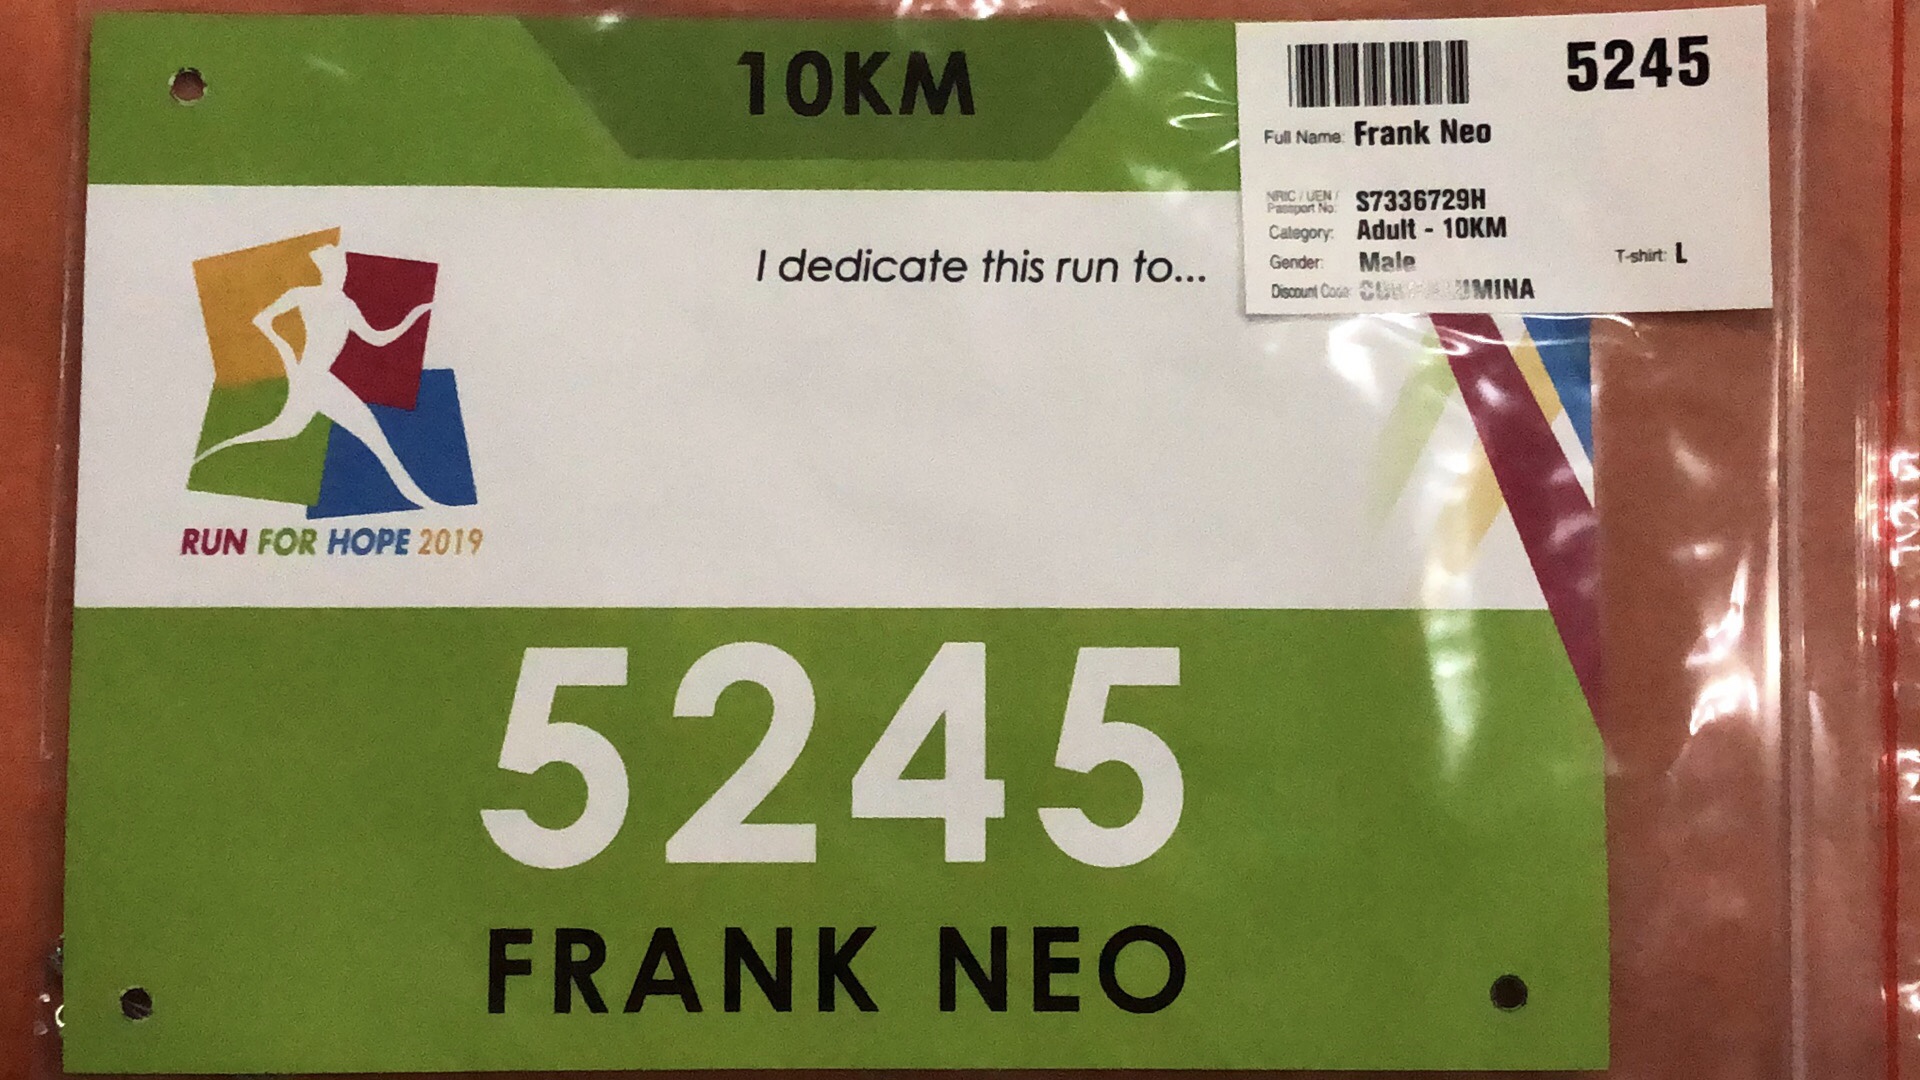 10KM
5245
Full Name: Frank Neo
NRIC / UEN /
Passport No: S7336729H
Category: Adult - 10KM
Gender: Male
T-shirt: L
Discount Code:
I dedicate this run to...
RUN FOR HOPE 2019
5245
FRANK NEO